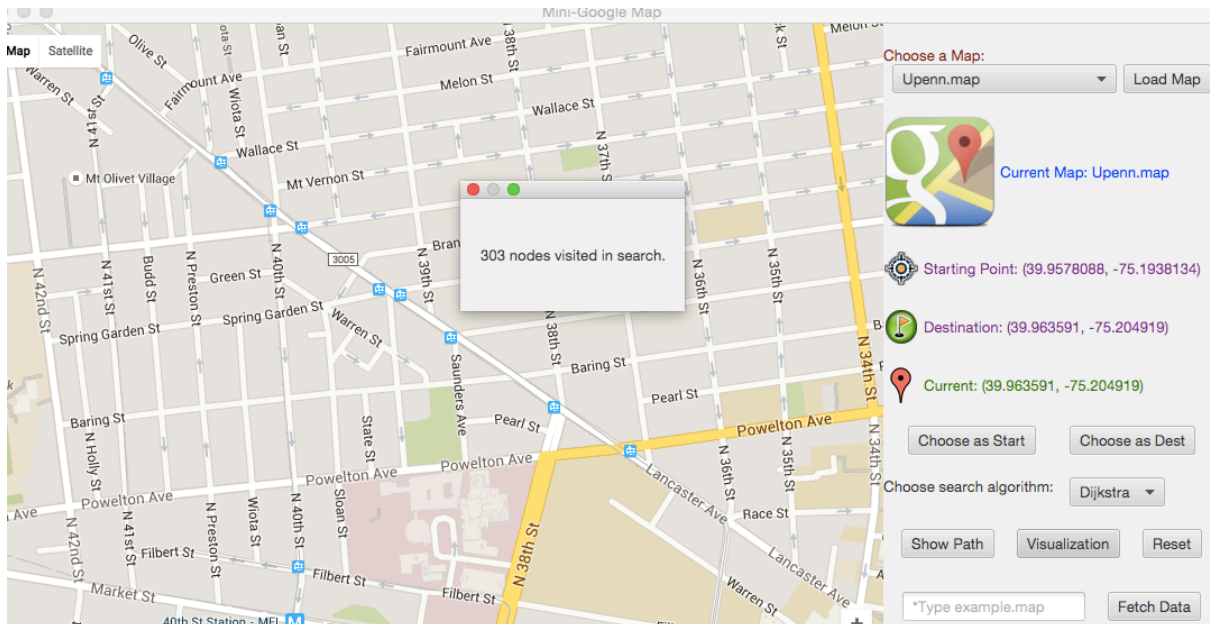 Mini-Google Map
Map
Satellite
Olive St
Fairmount Ave
N 38th St
Melon St
Warren St
Fairmount Ave
Wiota St
Melon St
N 41st St
Wallace St
N 37th S
Wallace St
Mt Olivet Village
Mt Vernon St
303 nodes visited in search.
Bran
3005
N 42nd St
N 41st St
Budd St
N Preston St
Green St
N 40th St
N 39th St
N 36th St
N 35th St
Spring Garden St
Spring Garden St
Warren St
N 38th St
Saunders Ave
Baring St
N 34th St
Pearl St
Baring St
N Holly St
State St
Pearl St
Powelton Ave
Powelton Ave
Powelton Ave
Powelton Ave
Ave
N 42nd St
N 41st St
N Preston St
Wiota St
N 40th St
Sloan St
N 38th St
Lancaster Ave
N 36th St
N 35th St
N 34th St
Race St
Filbert St
Filbert St
Filbert St
Lancaster Ave
Warren St
Market St
40th St Station - MFL
M
+
Choose a Map:
Upenn.map
Load Map
Current Map: Upenn.map
Starting Point: (39.9578088, -75.1938134)
Destination: (39.963591, -75.204919)
Current: (39.963591, -75.204919)
Choose as Start
Choose as Dest
Choose search algorithm:
Dijkstra
Show Path
Visualization
Reset
*Type example.map
Fetch Data